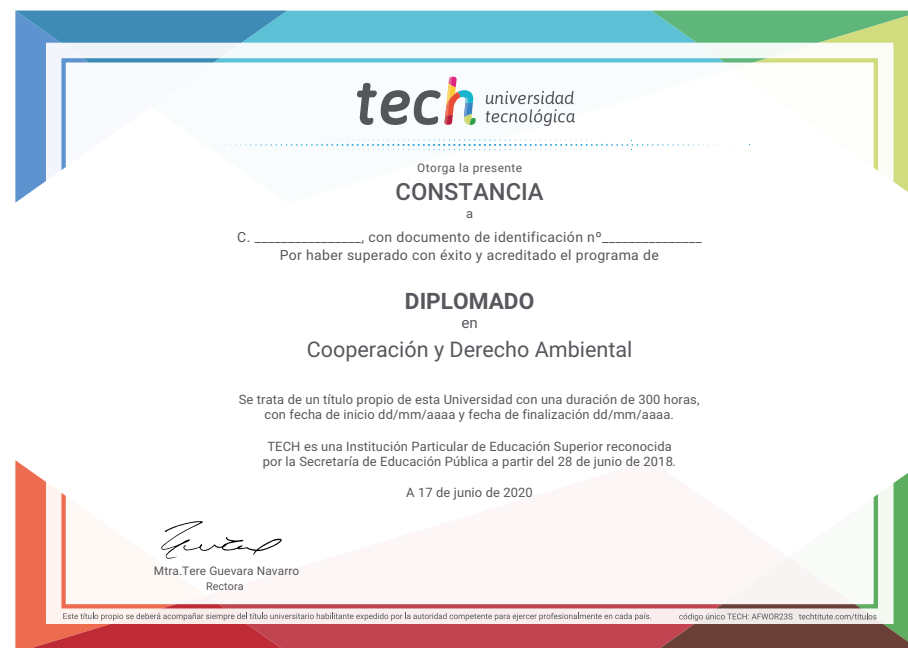 tech universidad
tecnológica
Otorga la presente
CONSTANCIA
a
C. ________________, con documento de identificación nº_______________
Por haber superado con éxito y acreditado el programa de
DIPLOMADO
en
Cooperación y Derecho Ambiental
Se trata de un título propio de esta Universidad con una duración de 300 horas,
con fecha de inicio dd/mm/aaaa y fecha de finalización dd/mm/aaaa.
TECH es una Institución Particular de Educación Superior reconocida
por la Secretaría de Educación Pública a partir del 28 de junio de 2018.
A 17 de junio de 2020
Mtra.Tere Guevara Navarro
Rectora
Este título propio se deberá acompañar siempre del título universitario habilitante expedido por la autoridad competente para ejercer profesionalmente en cada país. código único TECH: AFWOR23S techtitute.com/titulos